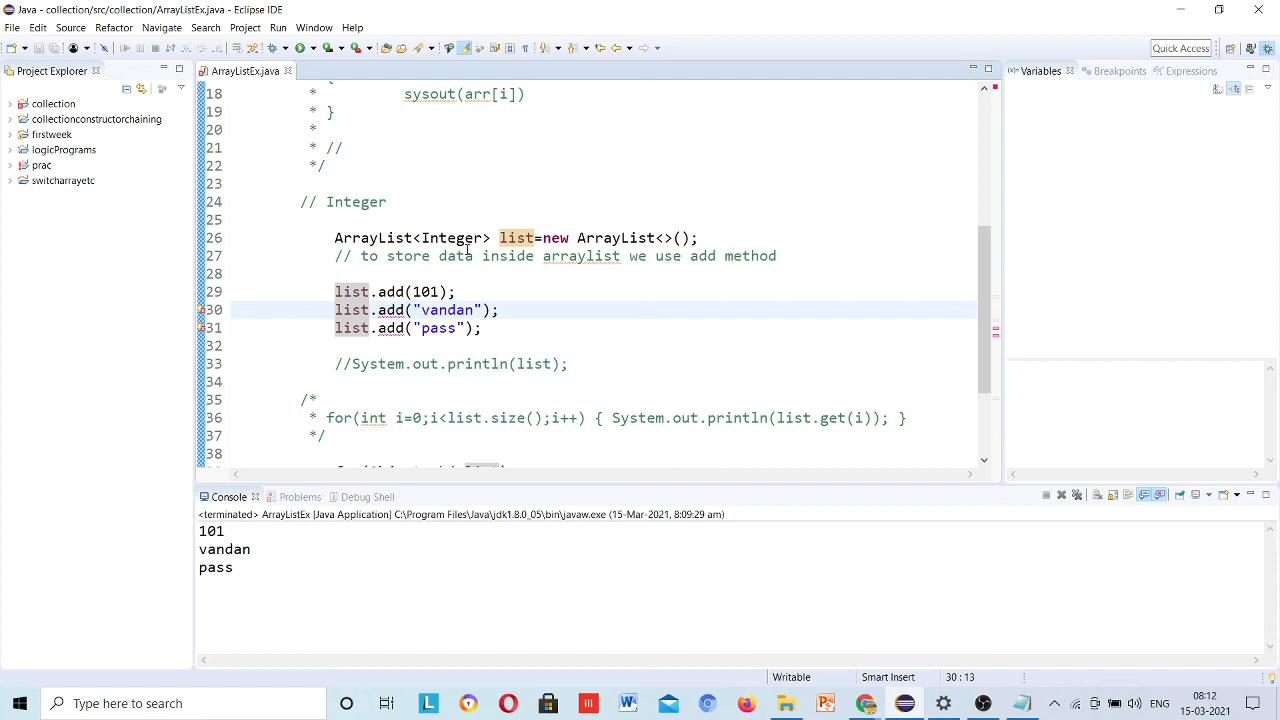 Java - collection/src/collection/ArrayListEx.java - Eclipse IDE
File Edit Source Refactor Navigate Search Project Run Window Help
Quick Access
Project Explorer
collection
collectionconstructorchaining
firstweek
logicPrograms
prac
switcharrayetc
ArrayListEx.java
18 * sysout(arr[i])
19 * }
20 *
21 * //
22 */
23
24 // Integer
25
26 ArrayList<Integer> list=new ArrayList<>();
27 // to store data inside arraylist we use add method
28
29 list.add(101);
30 list.add("vandan");
31 list.add("pass");
32
33 //System.out.println(list);
34
35 /*
36 * for(int i=0;i<list.size();i++) { System.out.println(list.get(i)); }
37 */
38
Variables Breakpoints Expressions
Console Problems Debug Shell
<terminated> ArrayListEx [Java Application] C:\Program Files\Java\jdk1.8.0_05\bin\javaw.exe (15-Mar-2021, 8:09:29 am)
101
vandan
pass
Writable Smart Insert 30 : 13
Type here to search
08:12
15-03-2021